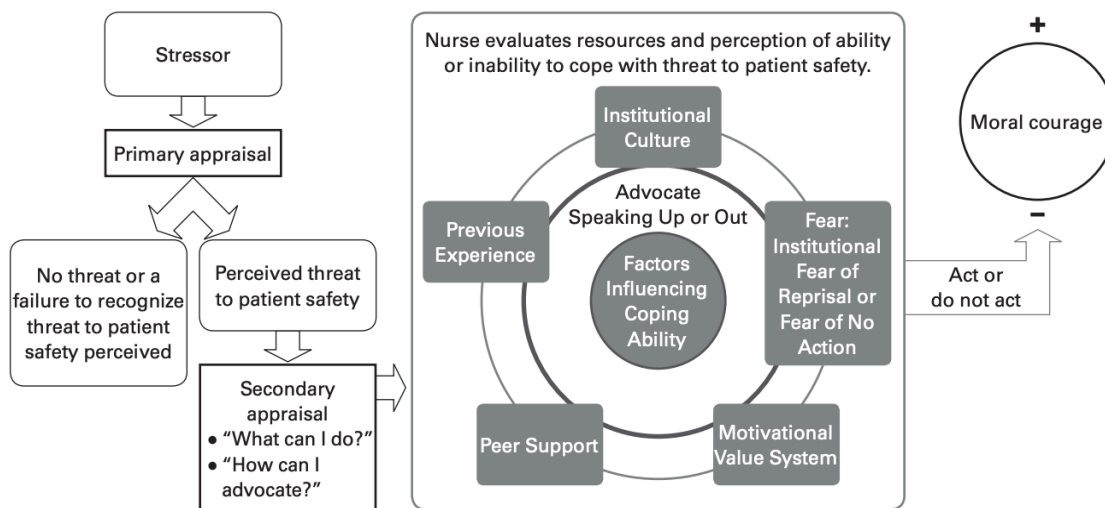 Stressor
Primary appraisal
No threat or a
failure to recognize
threat to patient
safety perceived
Perceived threat
to patient safety
Secondary
appraisal
• “What can I do?”
• “How can I
advocate?”
Nurse evaluates resources and perception of ability
or inability to cope with threat to patient safety.
Institutional
Culture
Advocate
Speaking Up or Out
Previous
Experience
Factors
Influencing
Coping
Ability
Fear:
Institutional
Fear of
Reprisal or
Fear of No
Action
Peer Support
Motivational
Value System
Act or
do not act
+
Moral courage
–